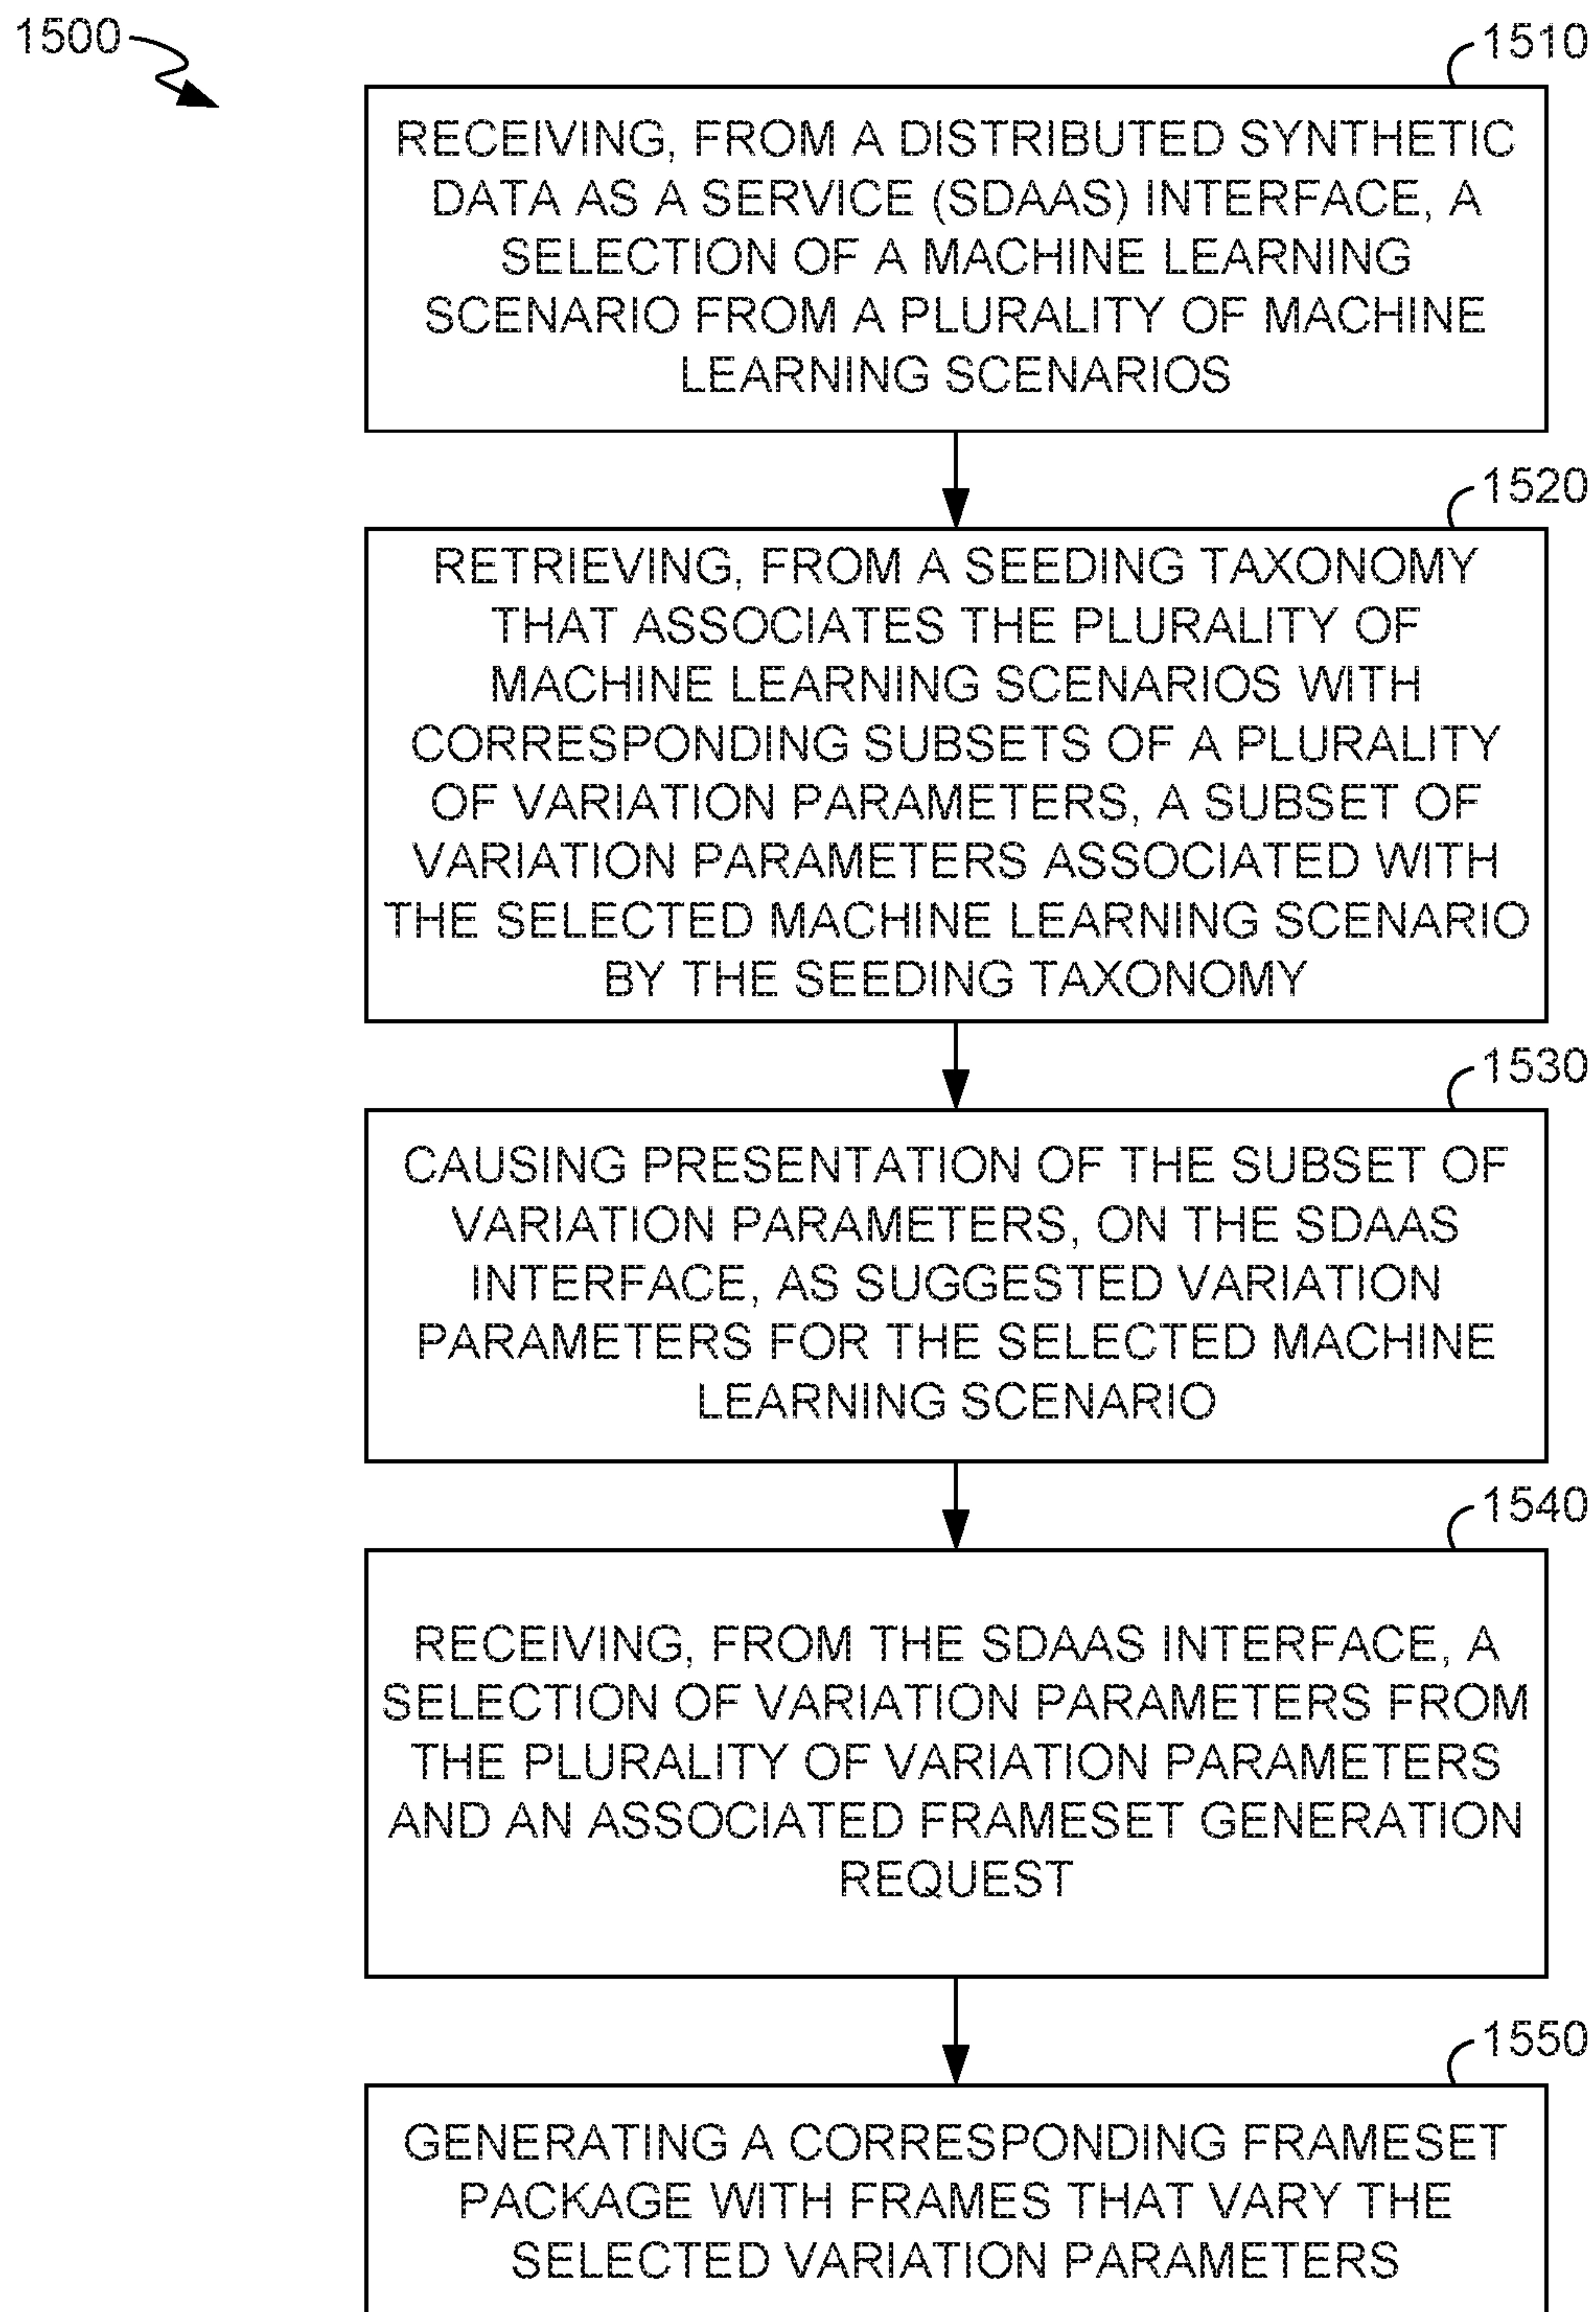 1500
1510
RECEIVING, FROM A DISTRIBUTED SYNTHETIC
DATA AS A SERVICE (SDAAS) INTERFACE, A
SELECTION OF A MACHINE LEARNING
SCENARIO FROM A PLURALITY OF MACHINE
LEARNING SCENARIOS
1520
RETRIEVING, FROM A SEEDING TAXONOMY
THAT ASSOCIATES THE PLURALITY OF
MACHINE LEARNING SCENARIOS WITH
CORRESPONDING SUBSETS OF A PLURALITY
OF VARIATION PARAMETERS, A SUBSET OF
VARIATION PARAMETERS ASSOCIATED WITH
THE SELECTED MACHINE LEARNING SCENARIO
BY THE SEEDING TAXONOMY
1530
CAUSING PRESENTATION OF THE SUBSET OF
VARIATION PARAMETERS, ON THE SDAAS
INTERFACE, AS SUGGESTED VARIATION
PARAMETERS FOR THE SELECTED MACHINE
LEARNING SCENARIO
1540
RECEIVING, FROM THE SDAAS INTERFACE, A
SELECTION OF VARIATION PARAMETERS FROM
THE PLURALITY OF VARIATION PARAMETERS
AND AN ASSOCIATED FRAMESET GENERATION
REQUEST
1550
GENERATING A CORRESPONDING FRAMESET
PACKAGE WITH FRAMES THAT VARY THE
SELECTED VARIATION PARAMETERS